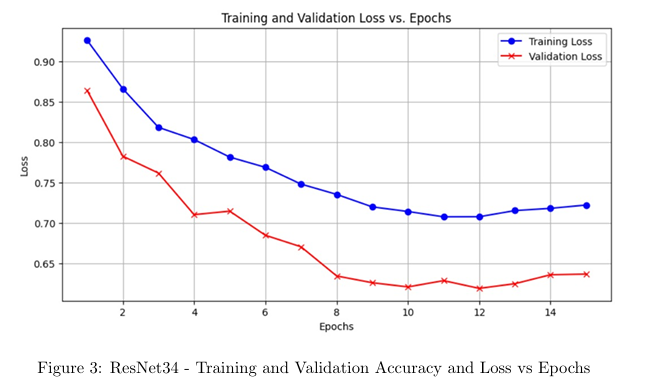 Training and Validation Loss vs. Epochs
Training Loss
Validation Loss
0.90
0.85
0.80
0.75
0.70
0.65
Loss
2 4 6 8 10 12 14
Epochs
Figure 3: ResNet34 - Training and Validation Accuracy and Loss vs Epochs